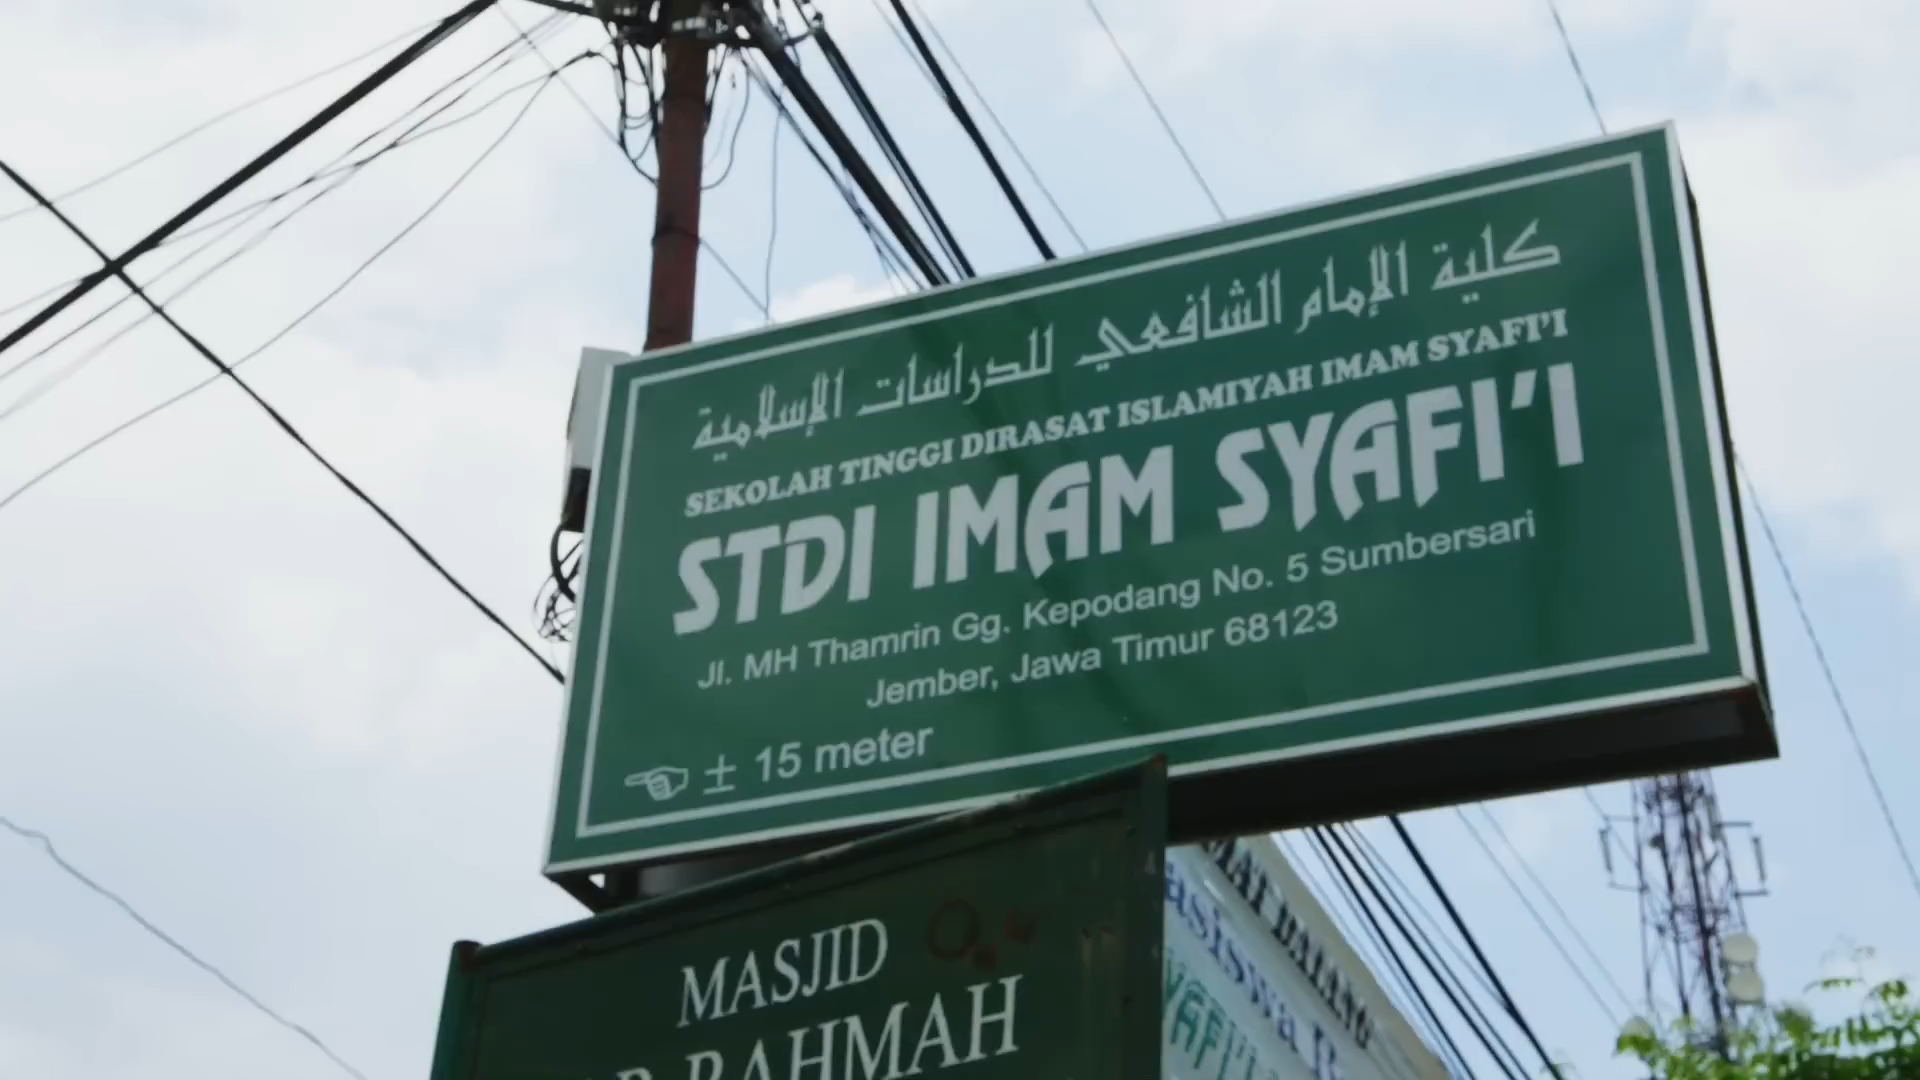 كلية الإمام الشافعي للدراسات الإسلامية
SEKOLAH TINGGI DIRASAT ISLAMIYAH IMAM SYAFI'I
STDI IMAM SYAFI'I
Jl. MH Thamrin Gg. Kepodang No. 5 Sumbersari
Jember, Jawa Timur 68123
± 15 meter
MASJID
RAHMAH